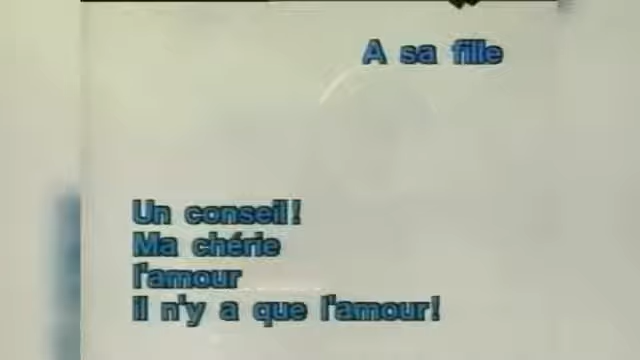 A sa fille
Un conseil!
Ma chérie
l'amour
il n'y a que l'amour!